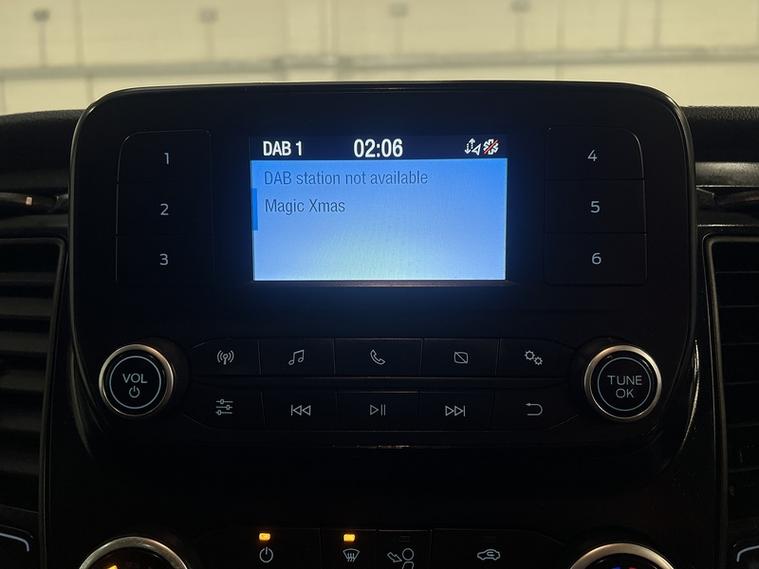 DAB 1 02:06
DAB station not available
Magic Xmas
1
2
3
4
5
6
VOL
TUNE
OK